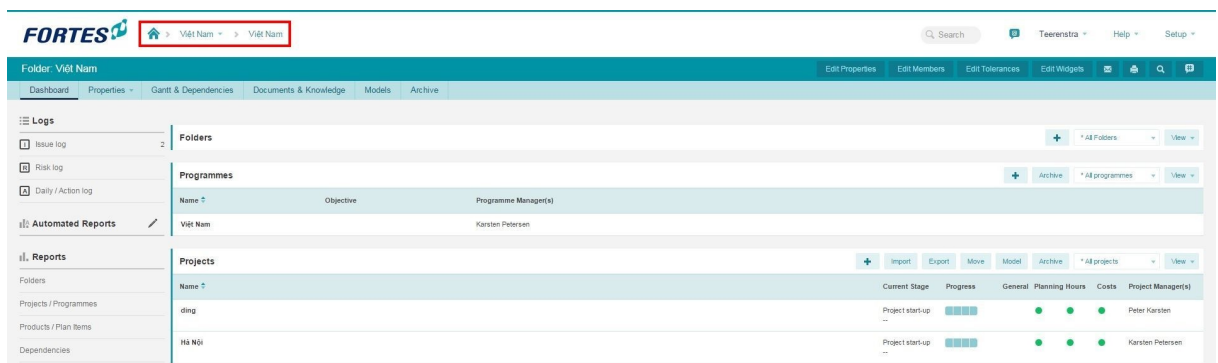 FORTES > Việt Nam > Việt Nam Search Teerenstra Help Setup
Folder: Việt Nam Edit Properties Edit Members Edit Tolerances Edit Widgets
Dashboard Properties Gantt & Dependencies Documents & Knowledge Models Archive
Logs
I Issue log 2
R Risk log
A Daily / Action log
Automated Reports
Reports
Folders
Projects / Programmes
Products / Plan Items
Dependencies
Folders + * All Folders View
Programmes + Archive * All programmes View
Name Objective Programme Manager(s)
Việt Nam Karsten Petersen
Projects + Import Export Move Model Archive * All projects View
Name Current Stage Progress General Planning Hours Costs Project Manager(s)
ding Project start-up Peter Karsten
--
Hà Nội Project start-up Karsten Petersen
--